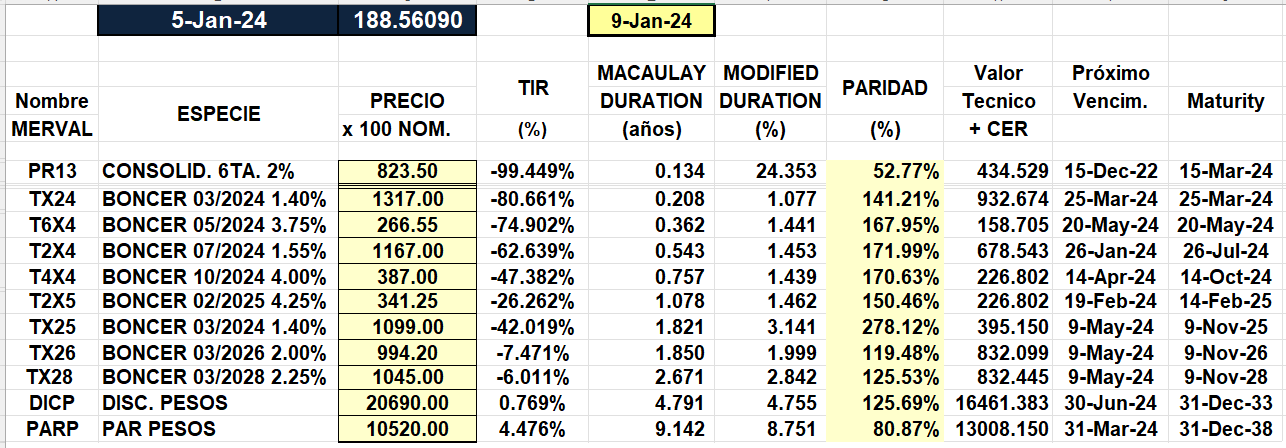 5-Jan-24 188.56090 9-Jan-24
MACAULAY MODIFIED Valor Próximo
TIR PARIDAD
Nombre DURATION DURATION Tecnico Vencim. Maturity
ESPECIE PRECIO
MERVAL x 100 NOM. (%) (años) (%) (%) + CER
PR13 CONSOLID. 6TA. 2% 823.50 -99.449% 0.134 24.353 52.77% 434.529 15-Dec-22 15-Mar-24
TX24 BONCER 03/2024 1.40% 1317.00 -80.661% 0.208 1.077 141.21% 932.674 25-Mar-24 25-Mar-24
T6X4 BONCER 05/2024 3.75% 266.55 -74.902% 0.362 1.441 167.95% 158.705 20-May-24 20-May-24
T2X4 BONCER 07/2024 1.55% 1167.00 -62.639% 0.543 1.453 171.99% 678.543 26-Jan-24 26-Jul-24
T4X4 BONCER 10/2024 4.00% 387.00 -47.382% 0.757 1.439 170.63% 226.802 14-Apr-24 14-Oct-24
T2X5 BONCER 02/2025 4.25% 341.25 -26.262% 1.078 1.462 150.46% 226.802 19-Feb-24 14-Feb-25
TX25 BONCER 03/2024 1.40% 1099.00 -42.019% 1.821 3.141 278.12% 395.150 9-May-24 9-Nov-25
TX26 BONCER 03/2026 2.00% 994.20 -7.471% 1.850 1.999 119.48% 832.099 9-May-24 9-Nov-26
TX28 BONCER 03/2028 2.25% 1045.00 -6.011% 2.671 2.842 125.53% 832.445 9-May-24 9-Nov-28
DICP DISC. PESOS 20690.00 0.769% 4.791 4.755 125.69% 16461.383 30-Jun-24 31-Dec-33
PARP PAR PESOS 10520.00 4.476% 9.142 8.751 80.87% 13008.150 31-Mar-24 31-Dec-38